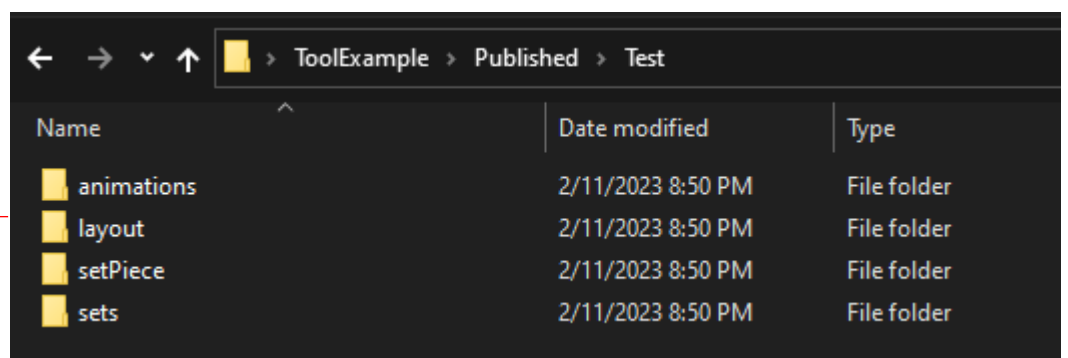 ToolExample > Published > Test
Name Date modified Type
animations 2/11/2023 8:50 PM File folder
layout 2/11/2023 8:50 PM File folder
setPiece 2/11/2023 8:50 PM File folder
sets 2/11/2023 8:50 PM File folder